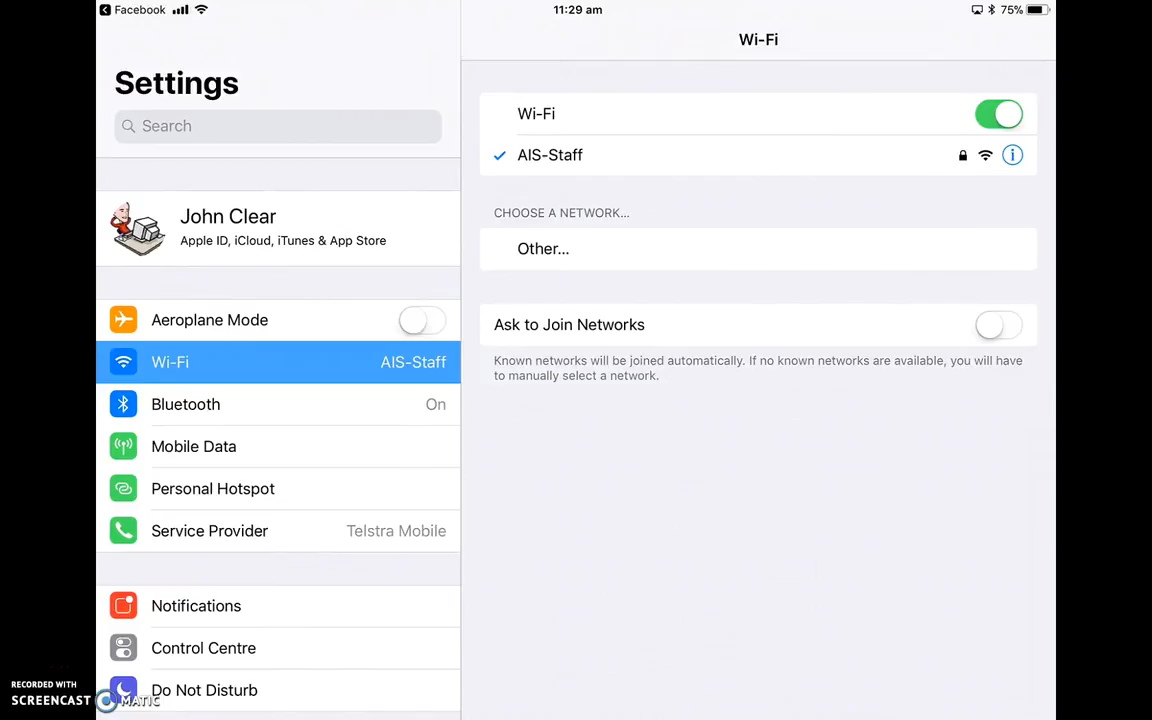 Facebook
11:29 am
75%
Settings
Search
John Clear
Apple ID, iCloud, iTunes & App Store
Aeroplane Mode
Wi-Fi AIS-Staff
Bluetooth On
Mobile Data
Personal Hotspot
Service Provider Telstra Mobile
Notifications
Control Centre
Do Not Disturb
Wi-Fi
Wi-Fi
AIS-Staff
CHOOSE A NETWORK...
Other...
Ask to Join Networks
Known networks will be joined automatically. If no known networks are available, you will have
to manually select a network.
RECORDED WITH
SCREENCAST MATIC